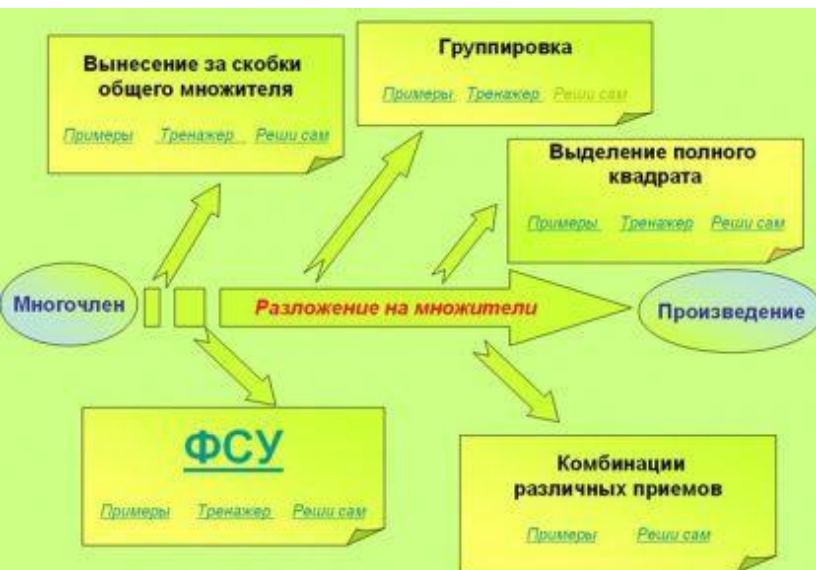 Вынесение за скобки
общего множителя
Примеры Тренажер Реши сам
Группировка
Примеры Тренажер Реши сам
Выделение полного
квадрата
Примеры Тренажер Реши сам
Многочлен
Разложение на множители
Произведение
ФСУ
Примеры Тренажер Реши сам
Комбинации
различных приемов
Примеры Реши сам